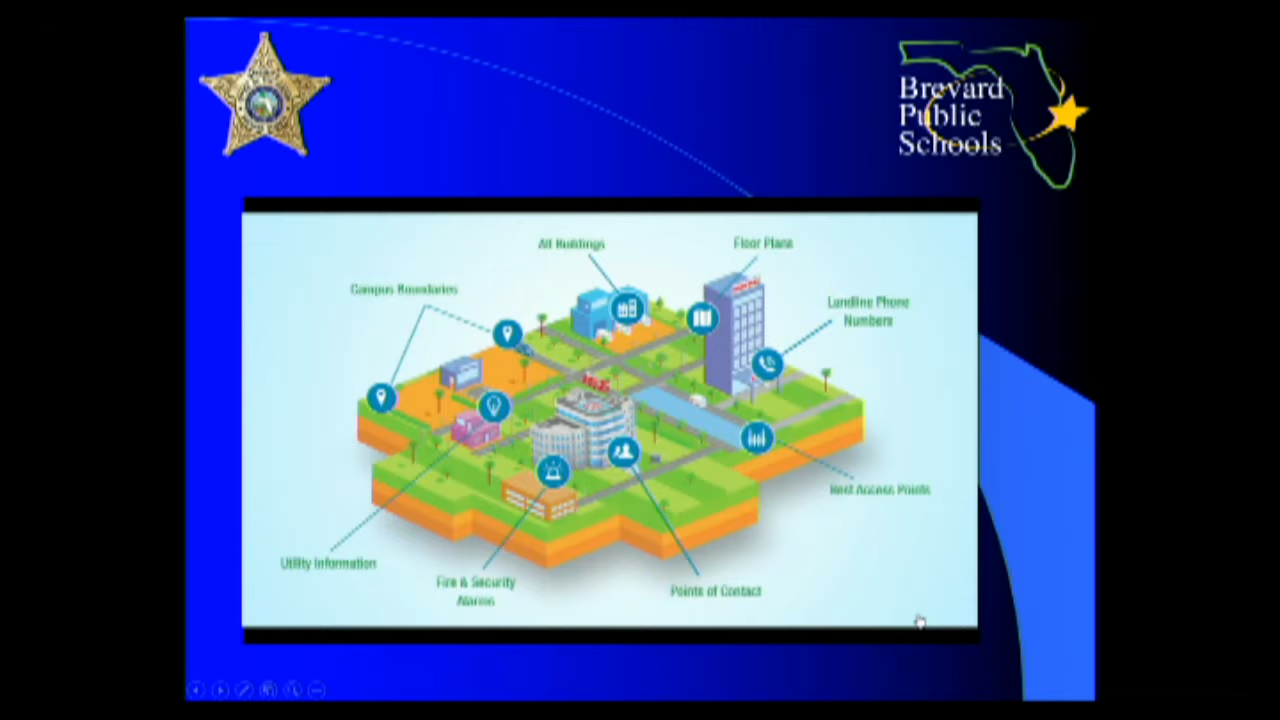 Brevard
Public
Schools
All Buildings
Floor Plans
Campus Boundaries
Landline Phone
Numbers
Best Access Points
Utility Information
Fire & Security
Alarms
Points of Contact